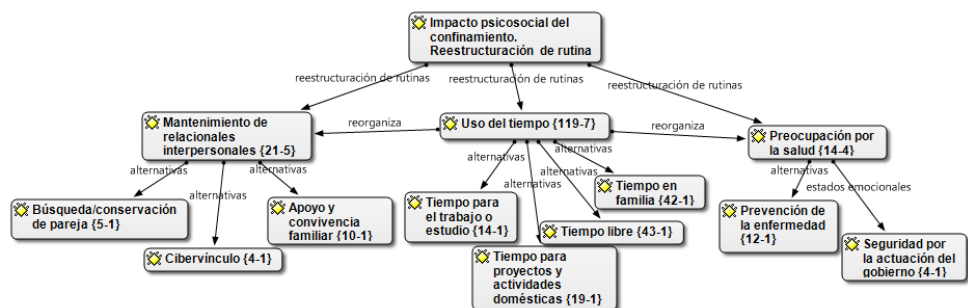 Impacto psicosocial del
confinamiento.
Reestructuración de rutina
reestructuración de rutinas
reestructuración de rutinas
reestructuración de rutinas
Mantenimiento de
relacionales
interpersonales {21-5}
reorganiza
Uso del tiempo {119-7}
reorganiza
Preocupación por
la salud {14-4}
alternativas
alternativas
alternativas
alternativas
alternativas
alternativas
alternativas
alternativas
estados emocionales
Búsqueda/conservación
de pareja {5-1}
Cibervínculo {4-1}
Apoyo y
convivencia
familiar {10-1}
Tiempo para
el trabajo o
estudio {14-1}
Tiempo para
proyectos y
actividades
domésticas {19-1}
Tiempo libre {43-1}
Tiempo en
familia {42-1}
Prevención de
la enfermedad
{12-1}
Seguridad por
la actuación del
gobierno {4-1}